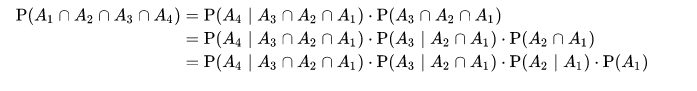 P(A₁ ∩ A₂ ∩ A₃ ∩ A₄) = P(A₄ | A₃ ∩ A₂ ∩ A₁) · P(A₃ ∩ A₂ ∩ A₁)
= P(A₄ | A₃ ∩ A₂ ∩ A₁) · P(A₃ | A₂ ∩ A₁) · P(A₂ ∩ A₁)
= P(A₄ | A₃ ∩ A₂ ∩ A₁) · P(A₃ | A₂ ∩ A₁) · P(A₂ | A₁) · P(A₁)